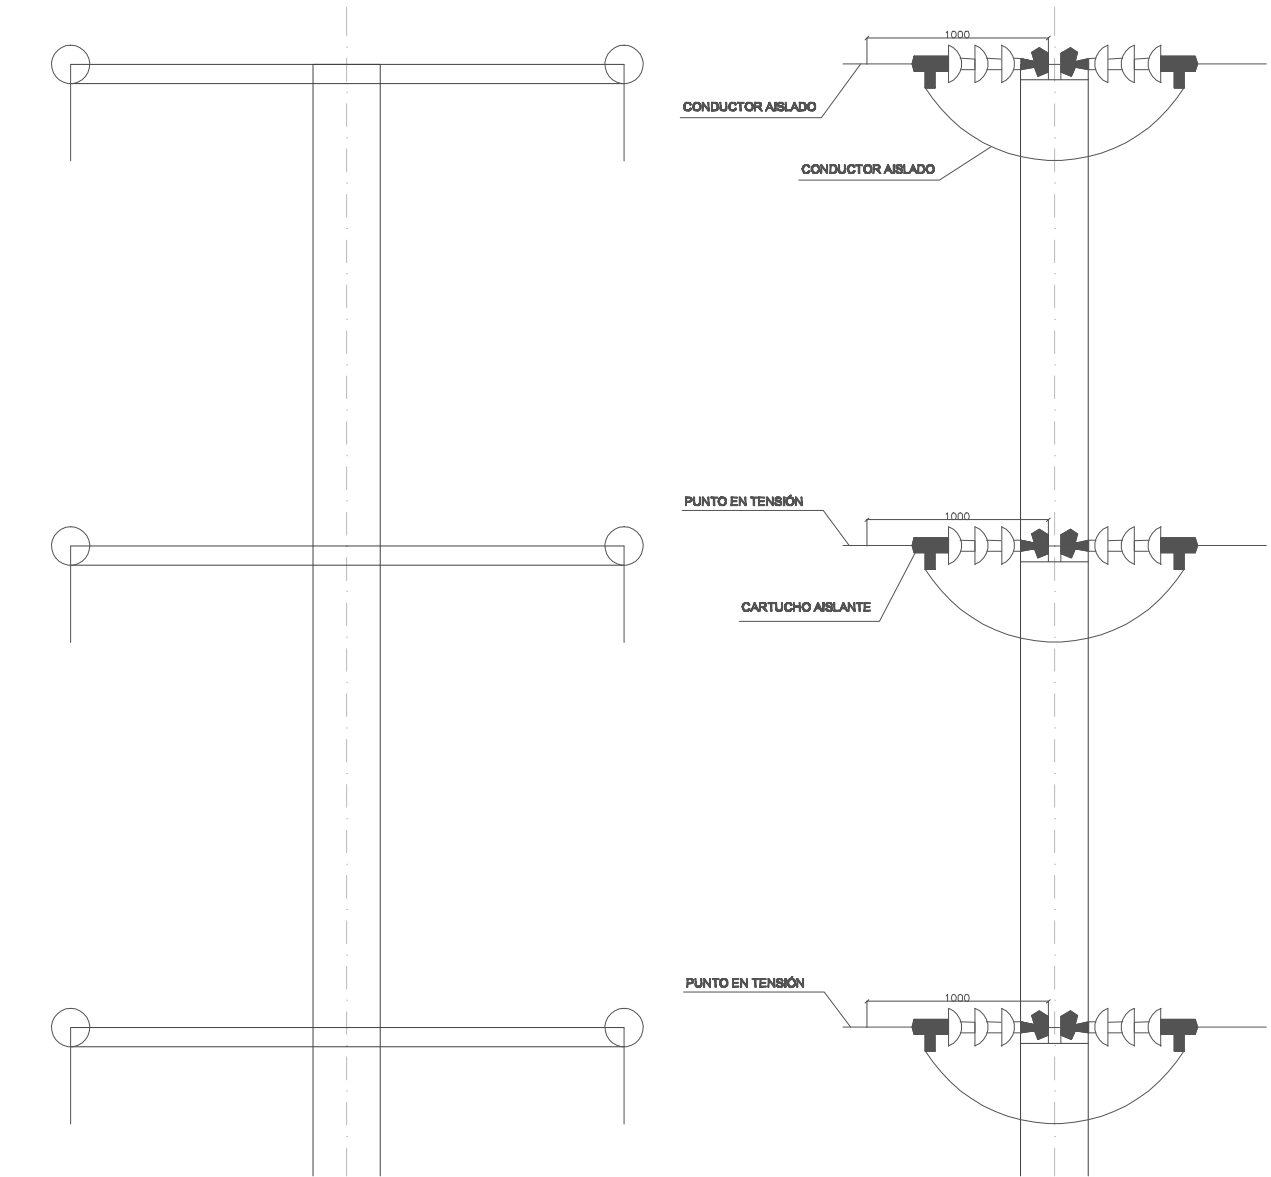 1000
CONDUCTOR AISLADO
CONDUCTOR AISLADO
PUNTO EN TENSIÓN
1000
CARTUCHO AISLANTE
PUNTO EN TENSIÓN
1000